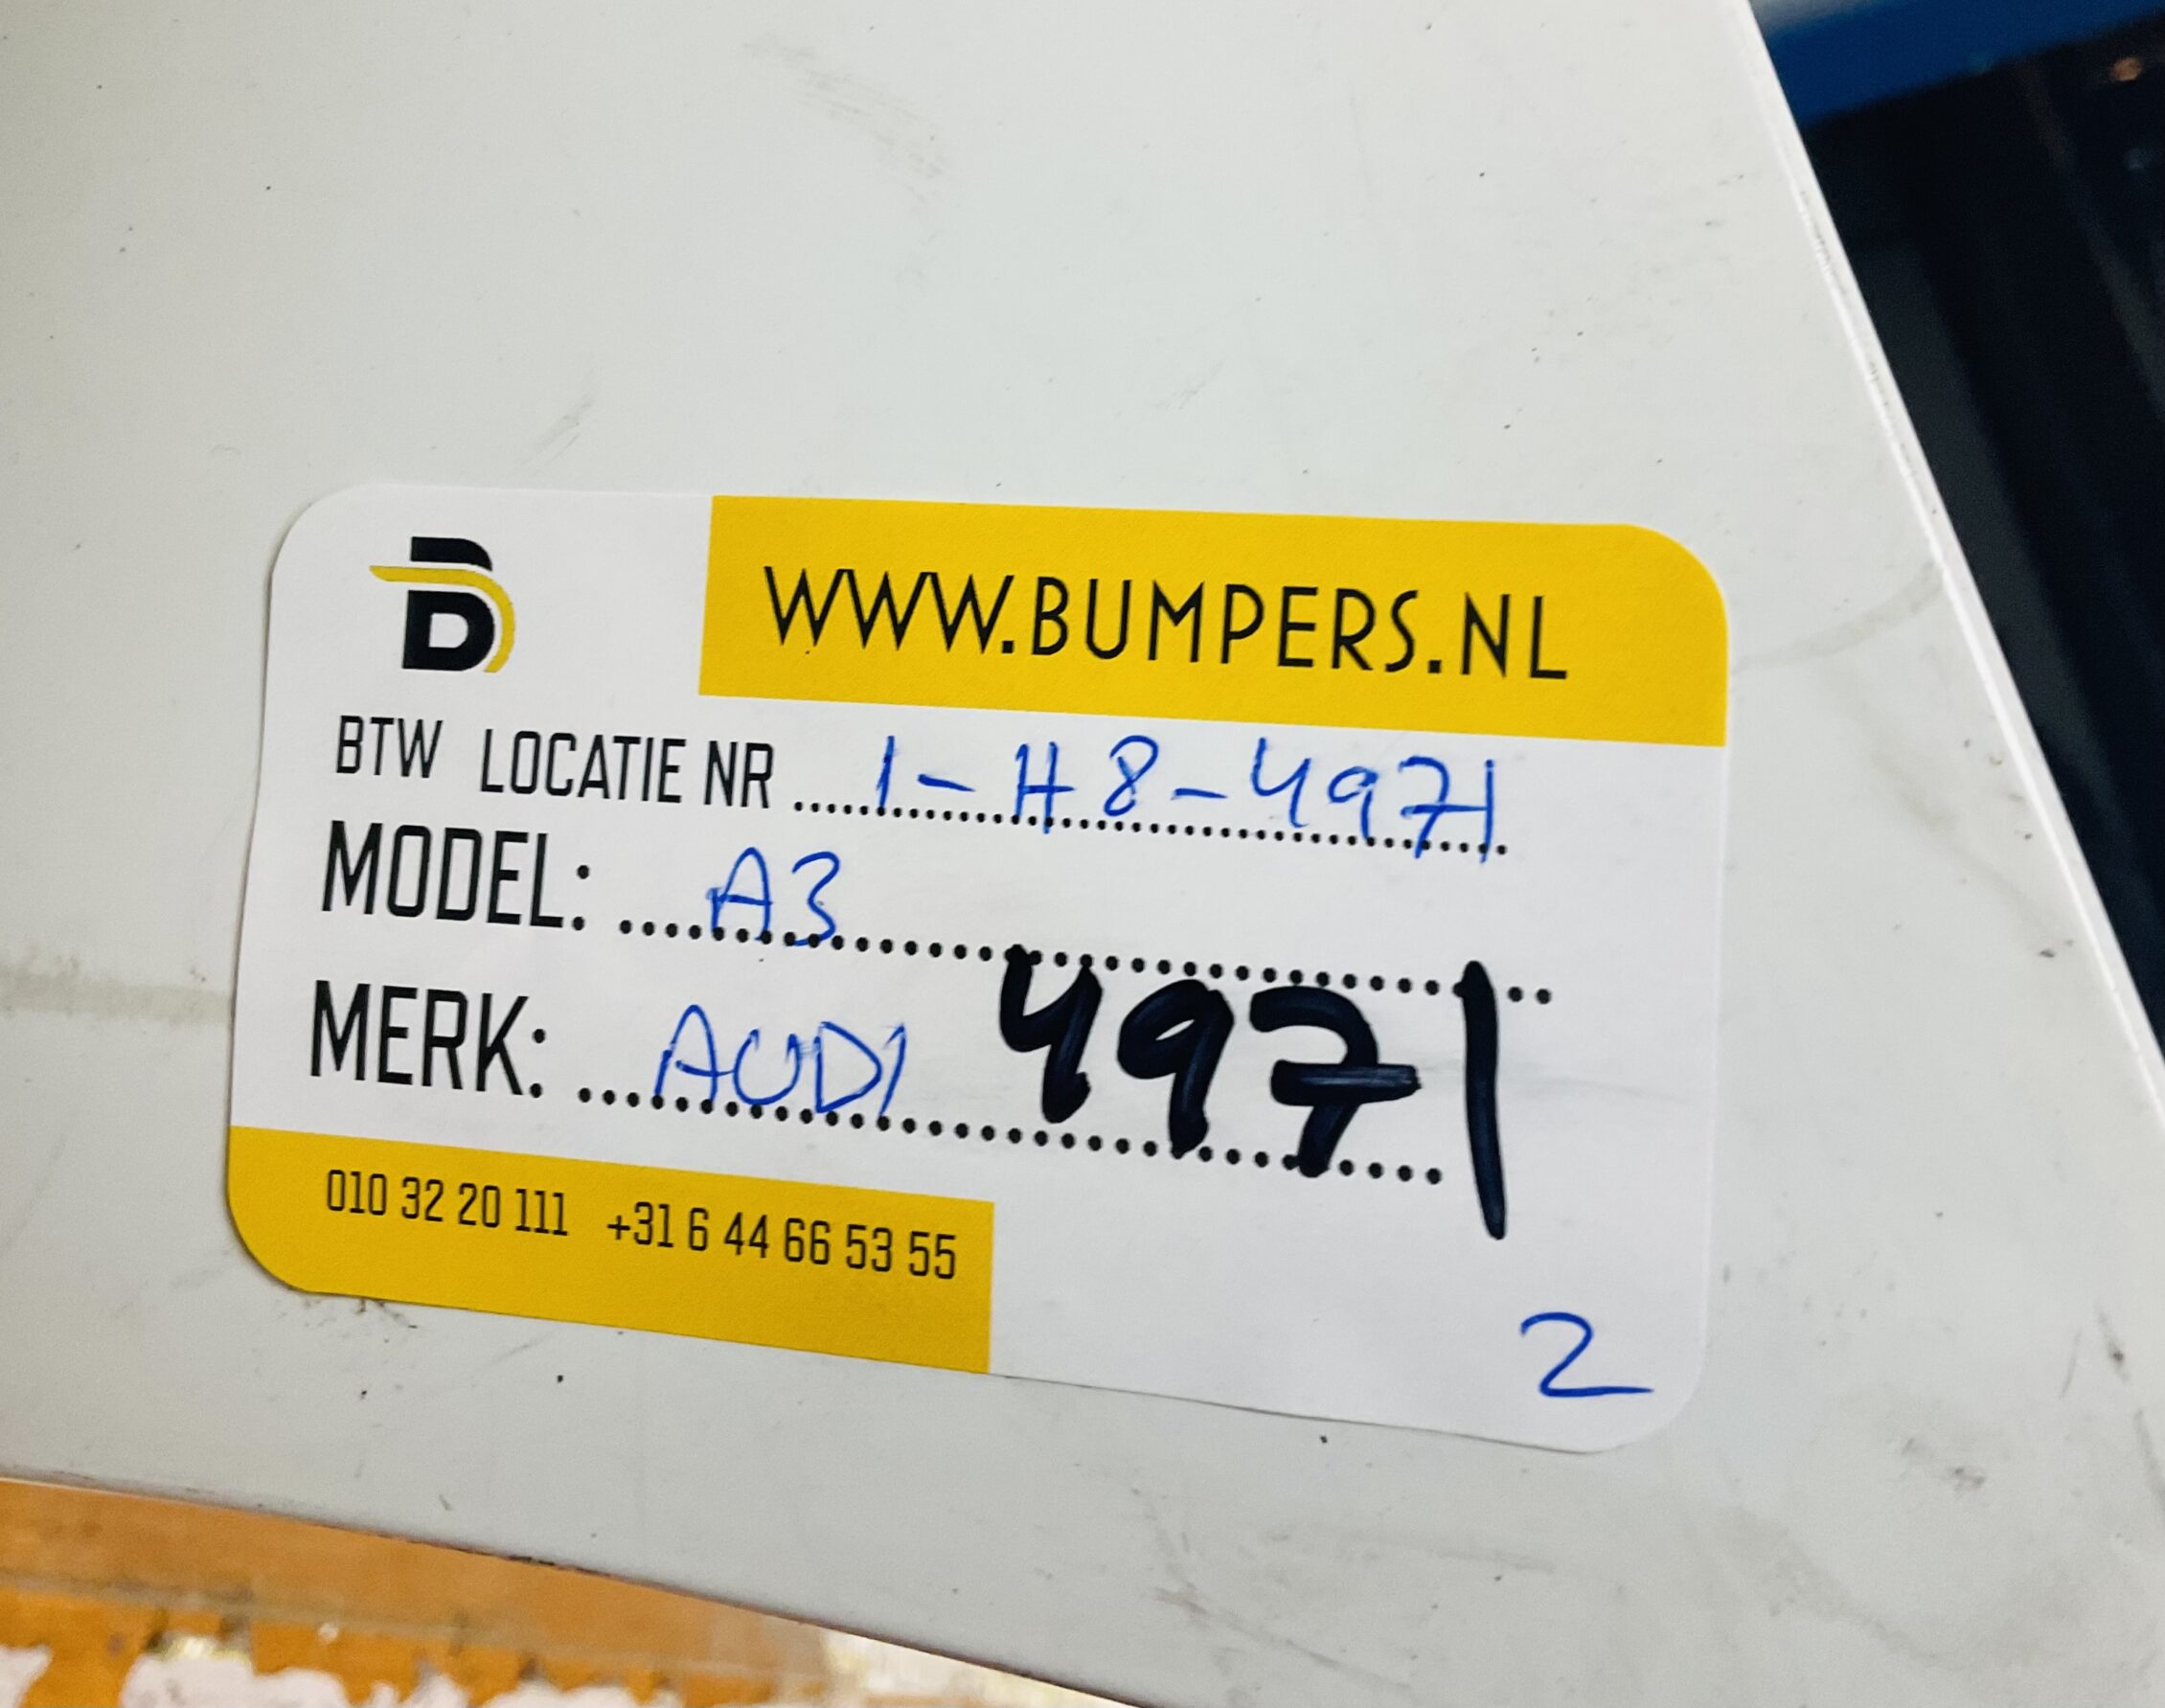 B WWW.BUMPERS.NL
BTW LOCATIE NR ..... 1-H8-4971
MODEL: .... A3
MERK: ... AUDI 4971
010 32 20 111 +31 6 44 66 53 55
2